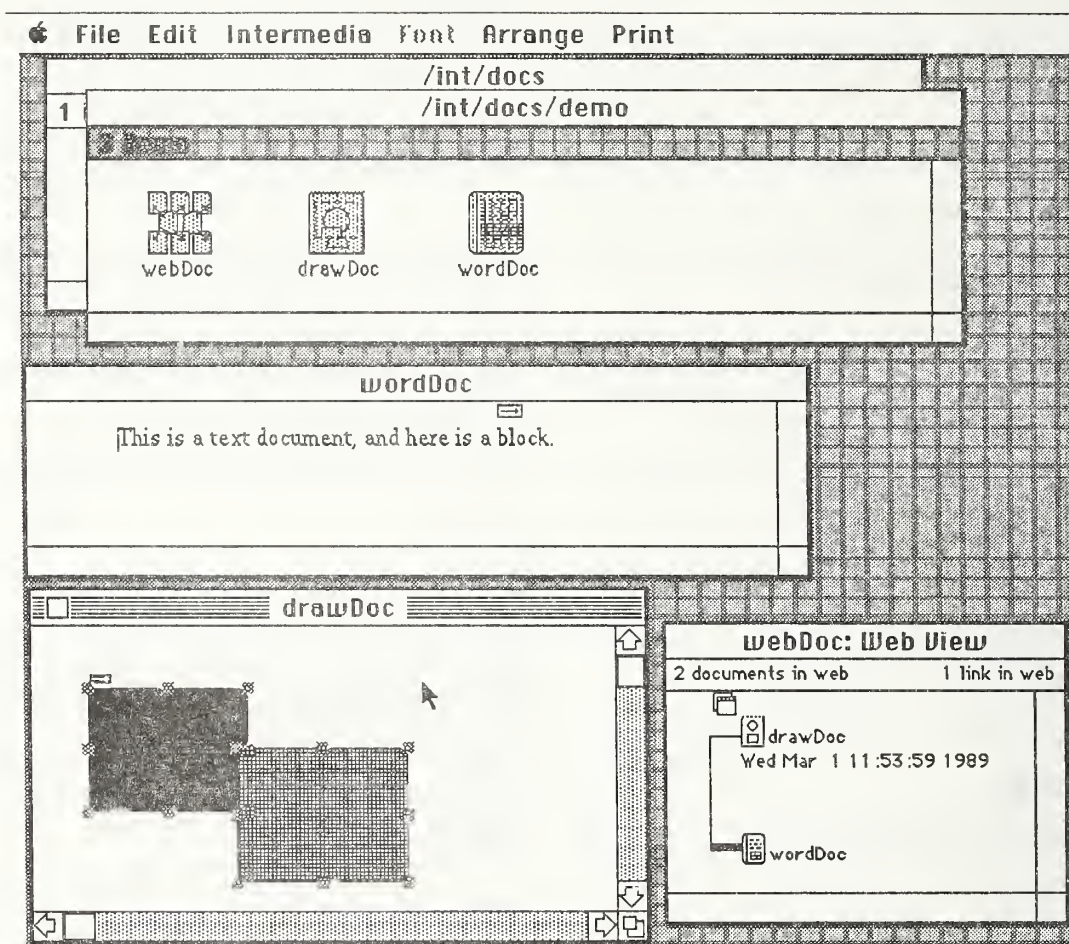 File Edit Intermedia Font Arrange Print
/int/docs
1
/int/docs/demo
3 Items
webDoc drawDoc wordDoc
wordDoc
This is a text document, and here is a block.
drawDoc
webDoc: Web View
2 documents in web 1 link in web
drawDoc
Wed Mar 1 11:53:59 1989
wordDoc